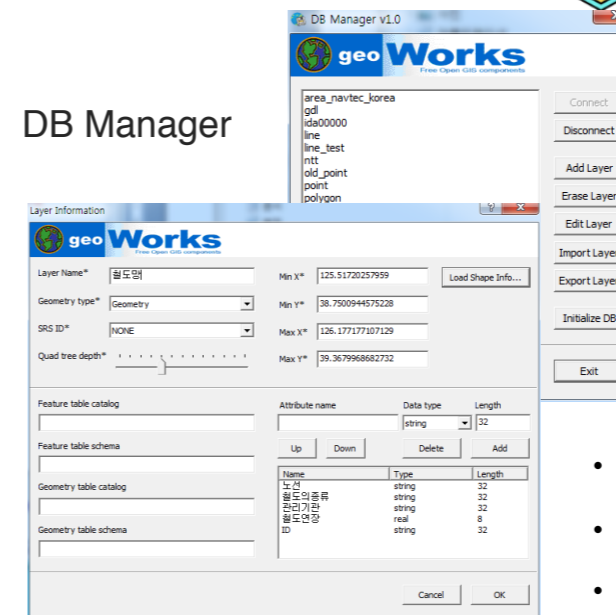 DB Manager
DB Manager v1.0
geoWorks
Free Open GIS components
area_navtec_korea
gdl
ida00000
line
line_test
ntt
old_point
point
polygon
Connect
Disconnect
Add Layer
Erase Layer
Edit Layer
Import Layer
Export Layer
Initialize DB
Exit
Layer Information
geoWorks
Free Open GIS components
Layer Name* 철도망
Geometry type* Geometry
SRS ID* NONE
Quad tree depth*
Min X* 125.51720257959
Min Y* 38.7500944575228
Max X* 126.177177107129
Max Y* 39.3679968682732
Load Shape Info...
Feature table catalog
Feature table schema
Geometry table catalog
Geometry table schema
Attribute name Data type Length
string 32
Up Down Delete Add
Name Type Length
노선 string 32
철도의종류 string 32
관리기관 string 32
철도연장 real 8
ID string 32
Cancel OK